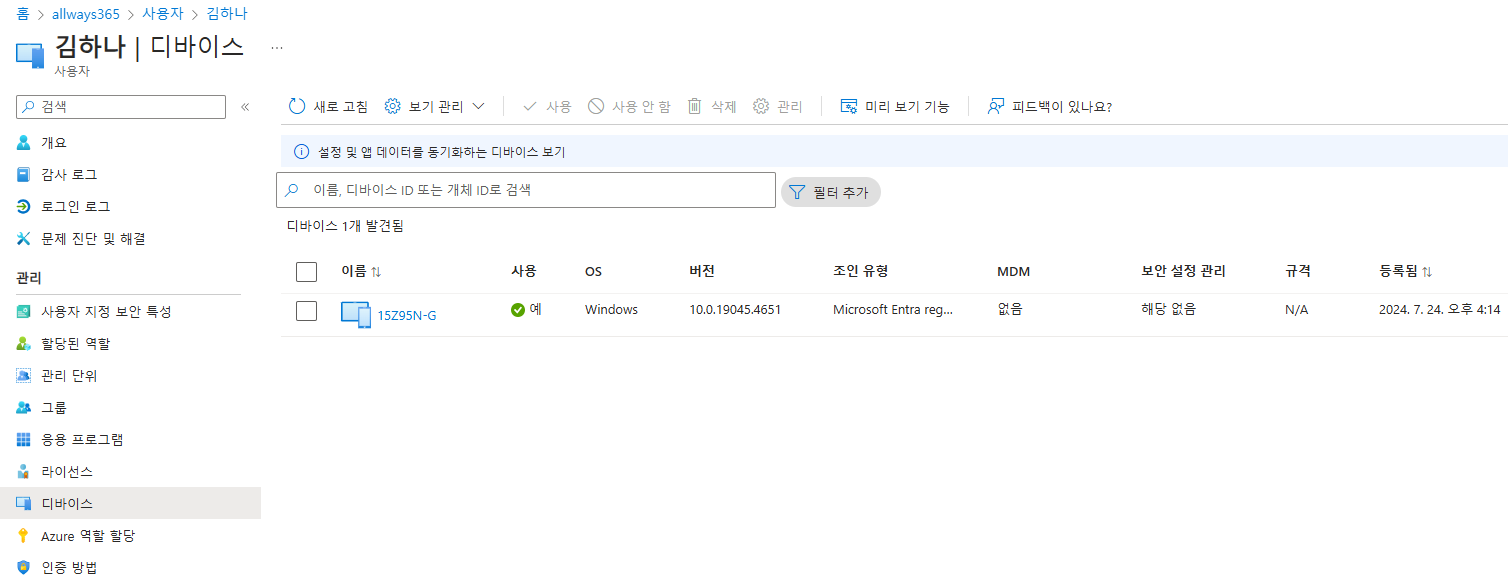 홈 > allways365 > 사용자 > 김하나
김하나 | 디바이스 ...
사용자
검색 «
새로 고침 보기 관리 사용 사용 안 함 삭제 관리 미리 보기 기능 피드백이 있나요?
개요
감사 로그
로그인 로그
문제 진단 및 해결
관리
사용자 지정 보안 특성
할당된 역할
관리 단위
그룹
응용 프로그램
라이선스
디바이스
Azure 역할 할당
인증 방법
설정 및 앱 데이터를 동기화하는 디바이스 보기
이름, 디바이스 ID 또는 개체 ID로 검색 필터 추가
디바이스 1개 발견됨
이름 사용 OS 버전 조인 유형 MDM 보안 설정 관리 규격 등록됨
15Z95N-G 예 Windows 10.0.19045.4651 Microsoft Entra reg... 없음 해당 없음 N/A 2024. 7. 24. 오후 4:14